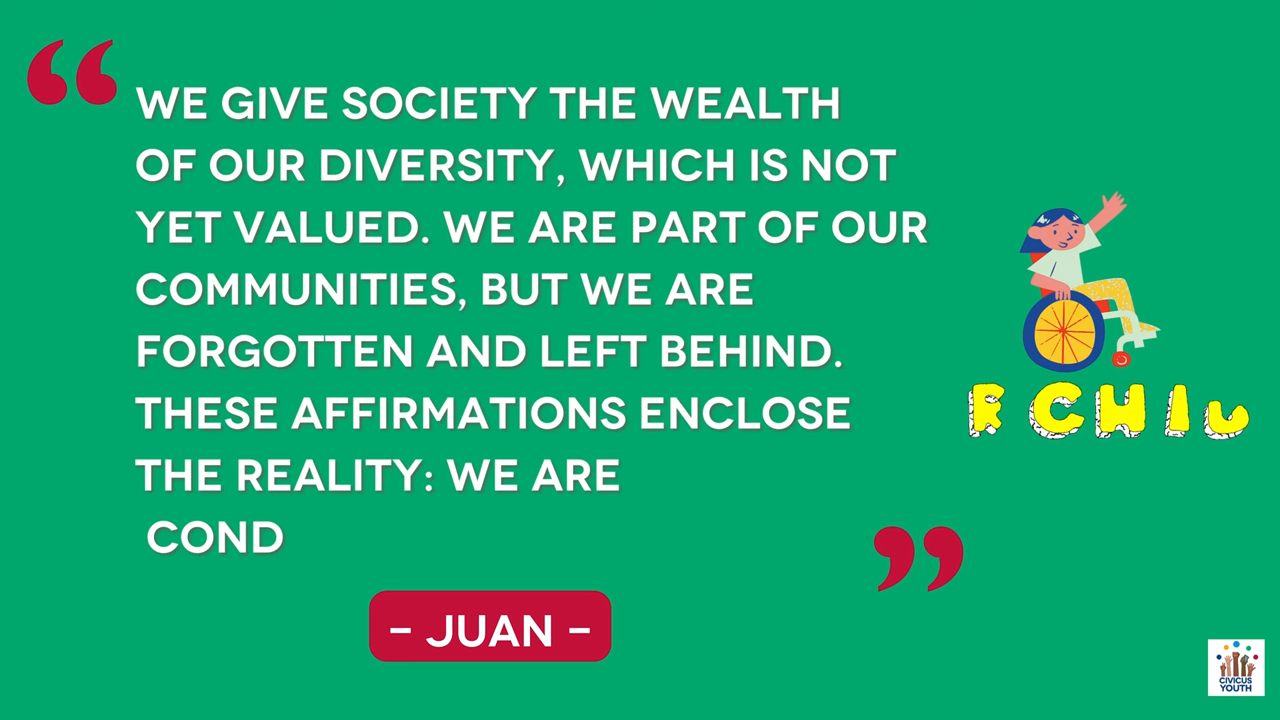 “
WE GIVE SOCIETY THE WEALTH
OF OUR DIVERSITY, WHICH IS NOT
YET VALUED. WE ARE PART OF OUR
COMMUNITIES, BUT WE ARE
FORGOTTEN AND LEFT BEHIND.
THESE AFFIRMATIONS ENCLOSE
THE REALITY: WE ARE
COND
”
– JUAN –
CIVICUS
YOUTH